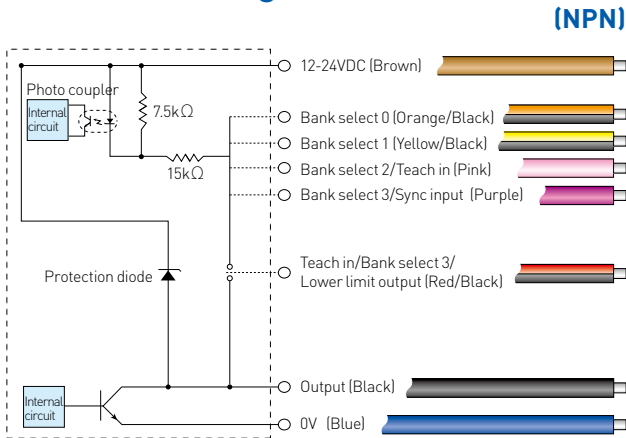 (NPN)
12-24VDC (Brown)
Photo coupler
Internal
circuit
7.5kΩ
Bank select 0 (Orange/Black)
Bank select 1 (Yellow/Black)
15kΩ
Bank select 2/Teach in (Pink)
Bank select 3/Sync input (Purple)
Protection diode
Teach in/Bank select 3/
Lower limit output (Red/Black)
Internal
circuit
Output (Black)
0V (Blue)